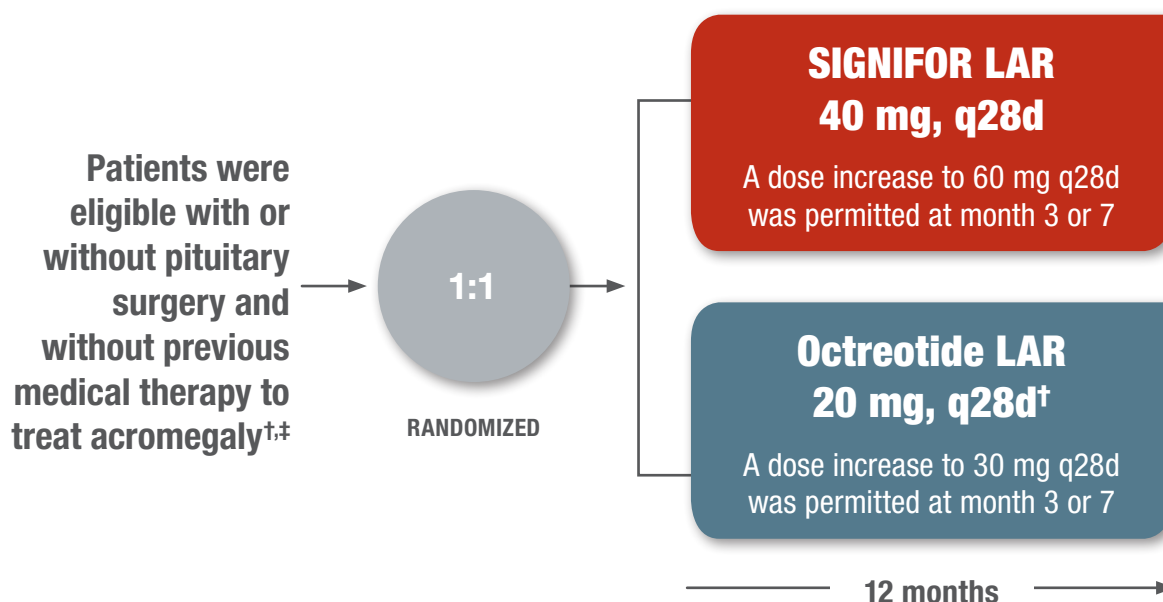 Patients were
eligible with or
without pituitary
surgery and
without previous
medical therapy to
treat acromegaly†,‡
1:1
RANDOMIZED
SIGNIFOR LAR
40 mg, q28d
A dose increase to 60 mg q28d
was permitted at month 3 or 7
Octreotide LAR
20 mg, q28d†
A dose increase to 30 mg q28d
was permitted at month 3 or 7
12 months